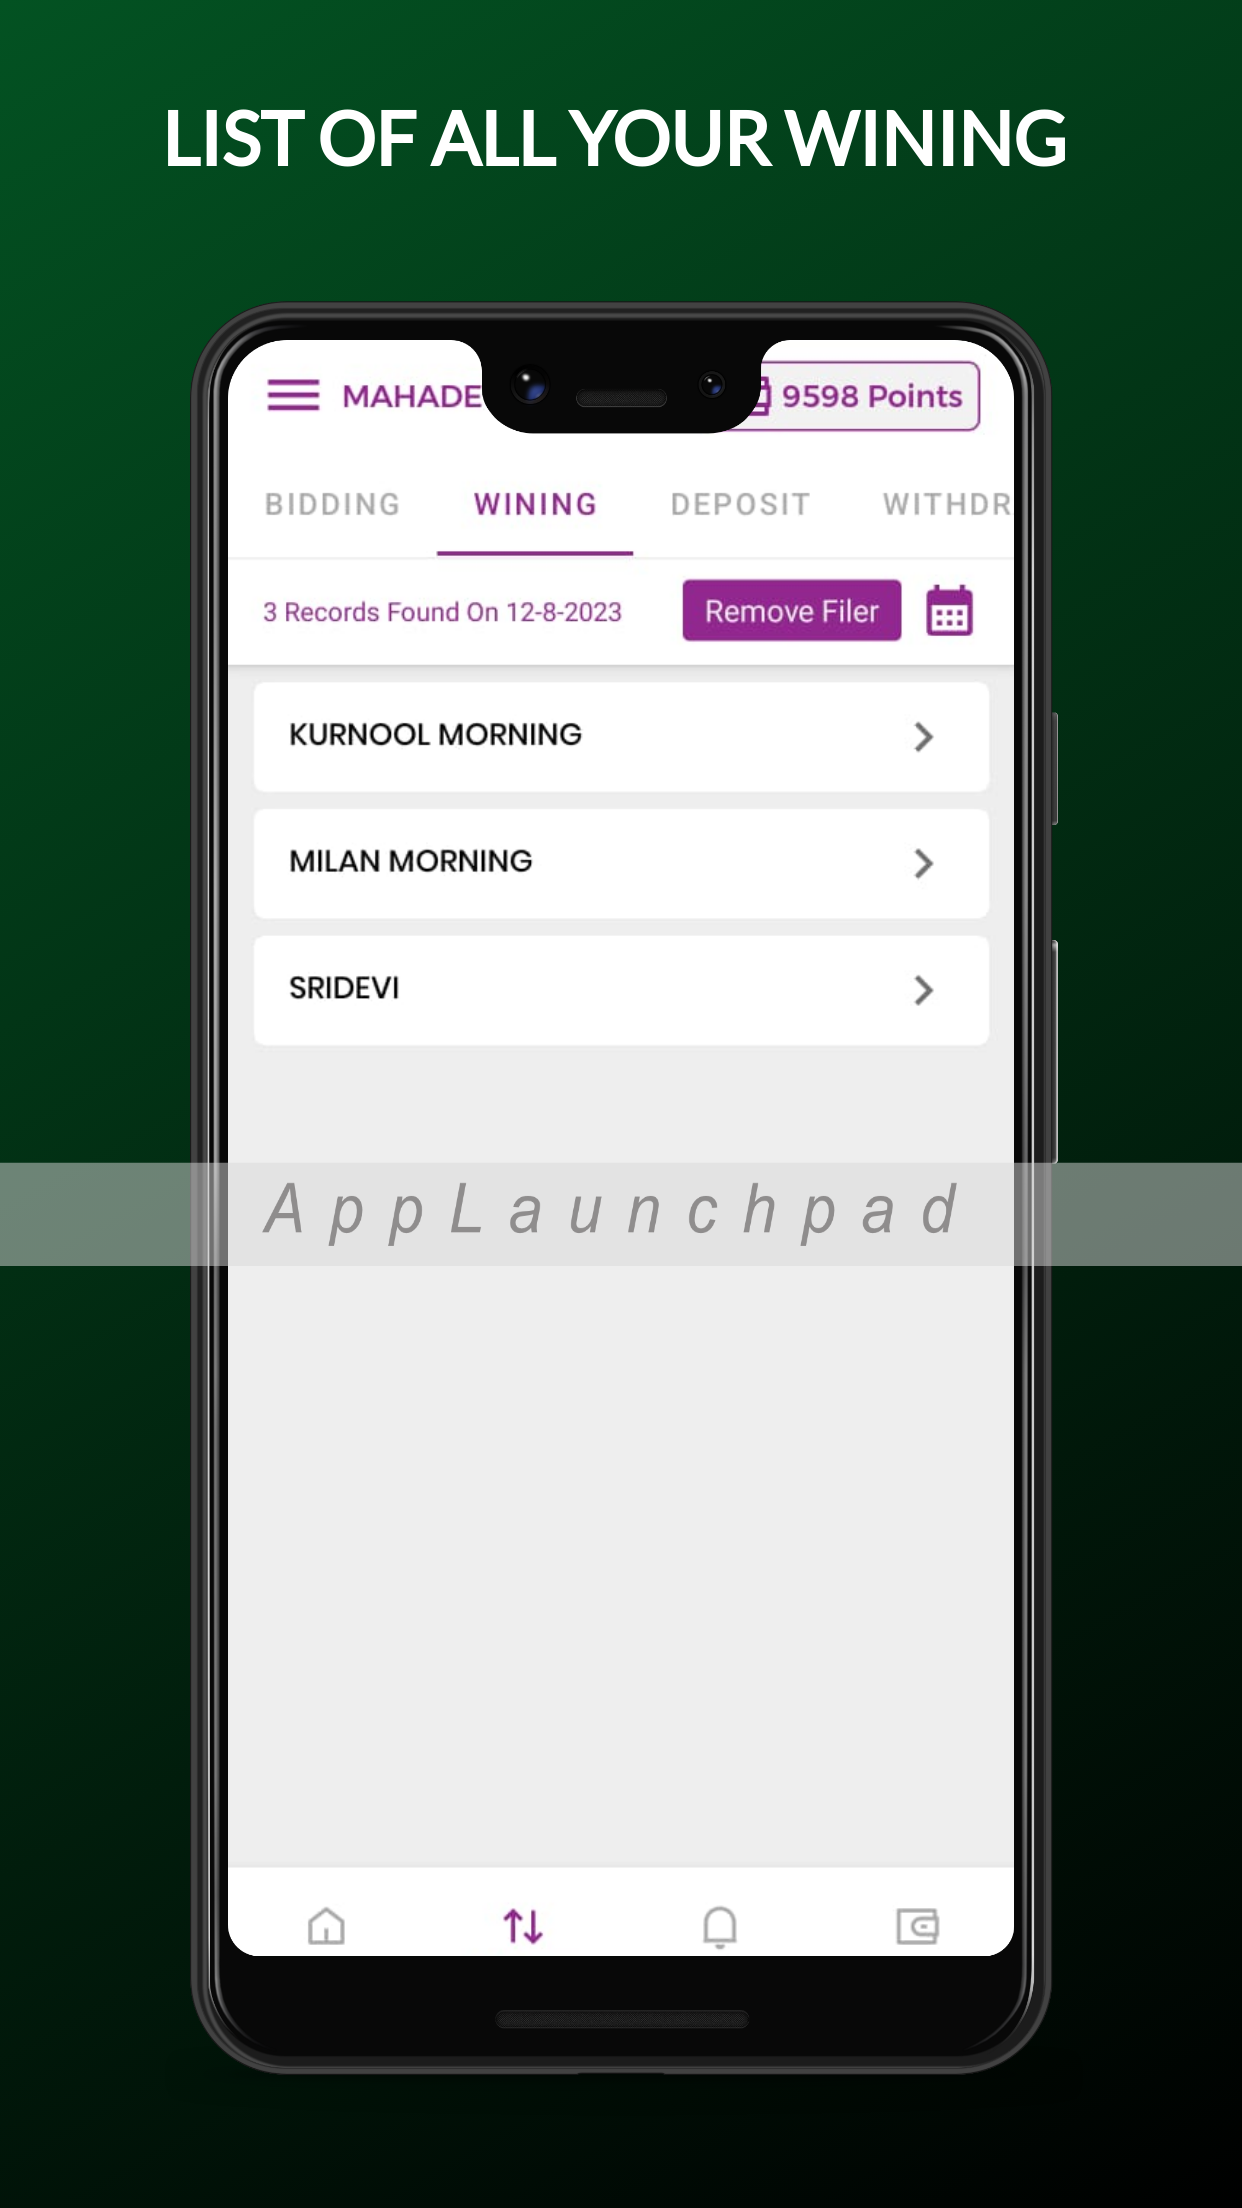 LIST OF ALL YOUR WINING
MAHADE
9598 Points
BIDDING WINING DEPOSIT WITHDR
3 Records Found On 12-8-2023 Remove Filer
KURNOOL MORNING
MILAN MORNING
SRIDEVI
AppLaunchpad